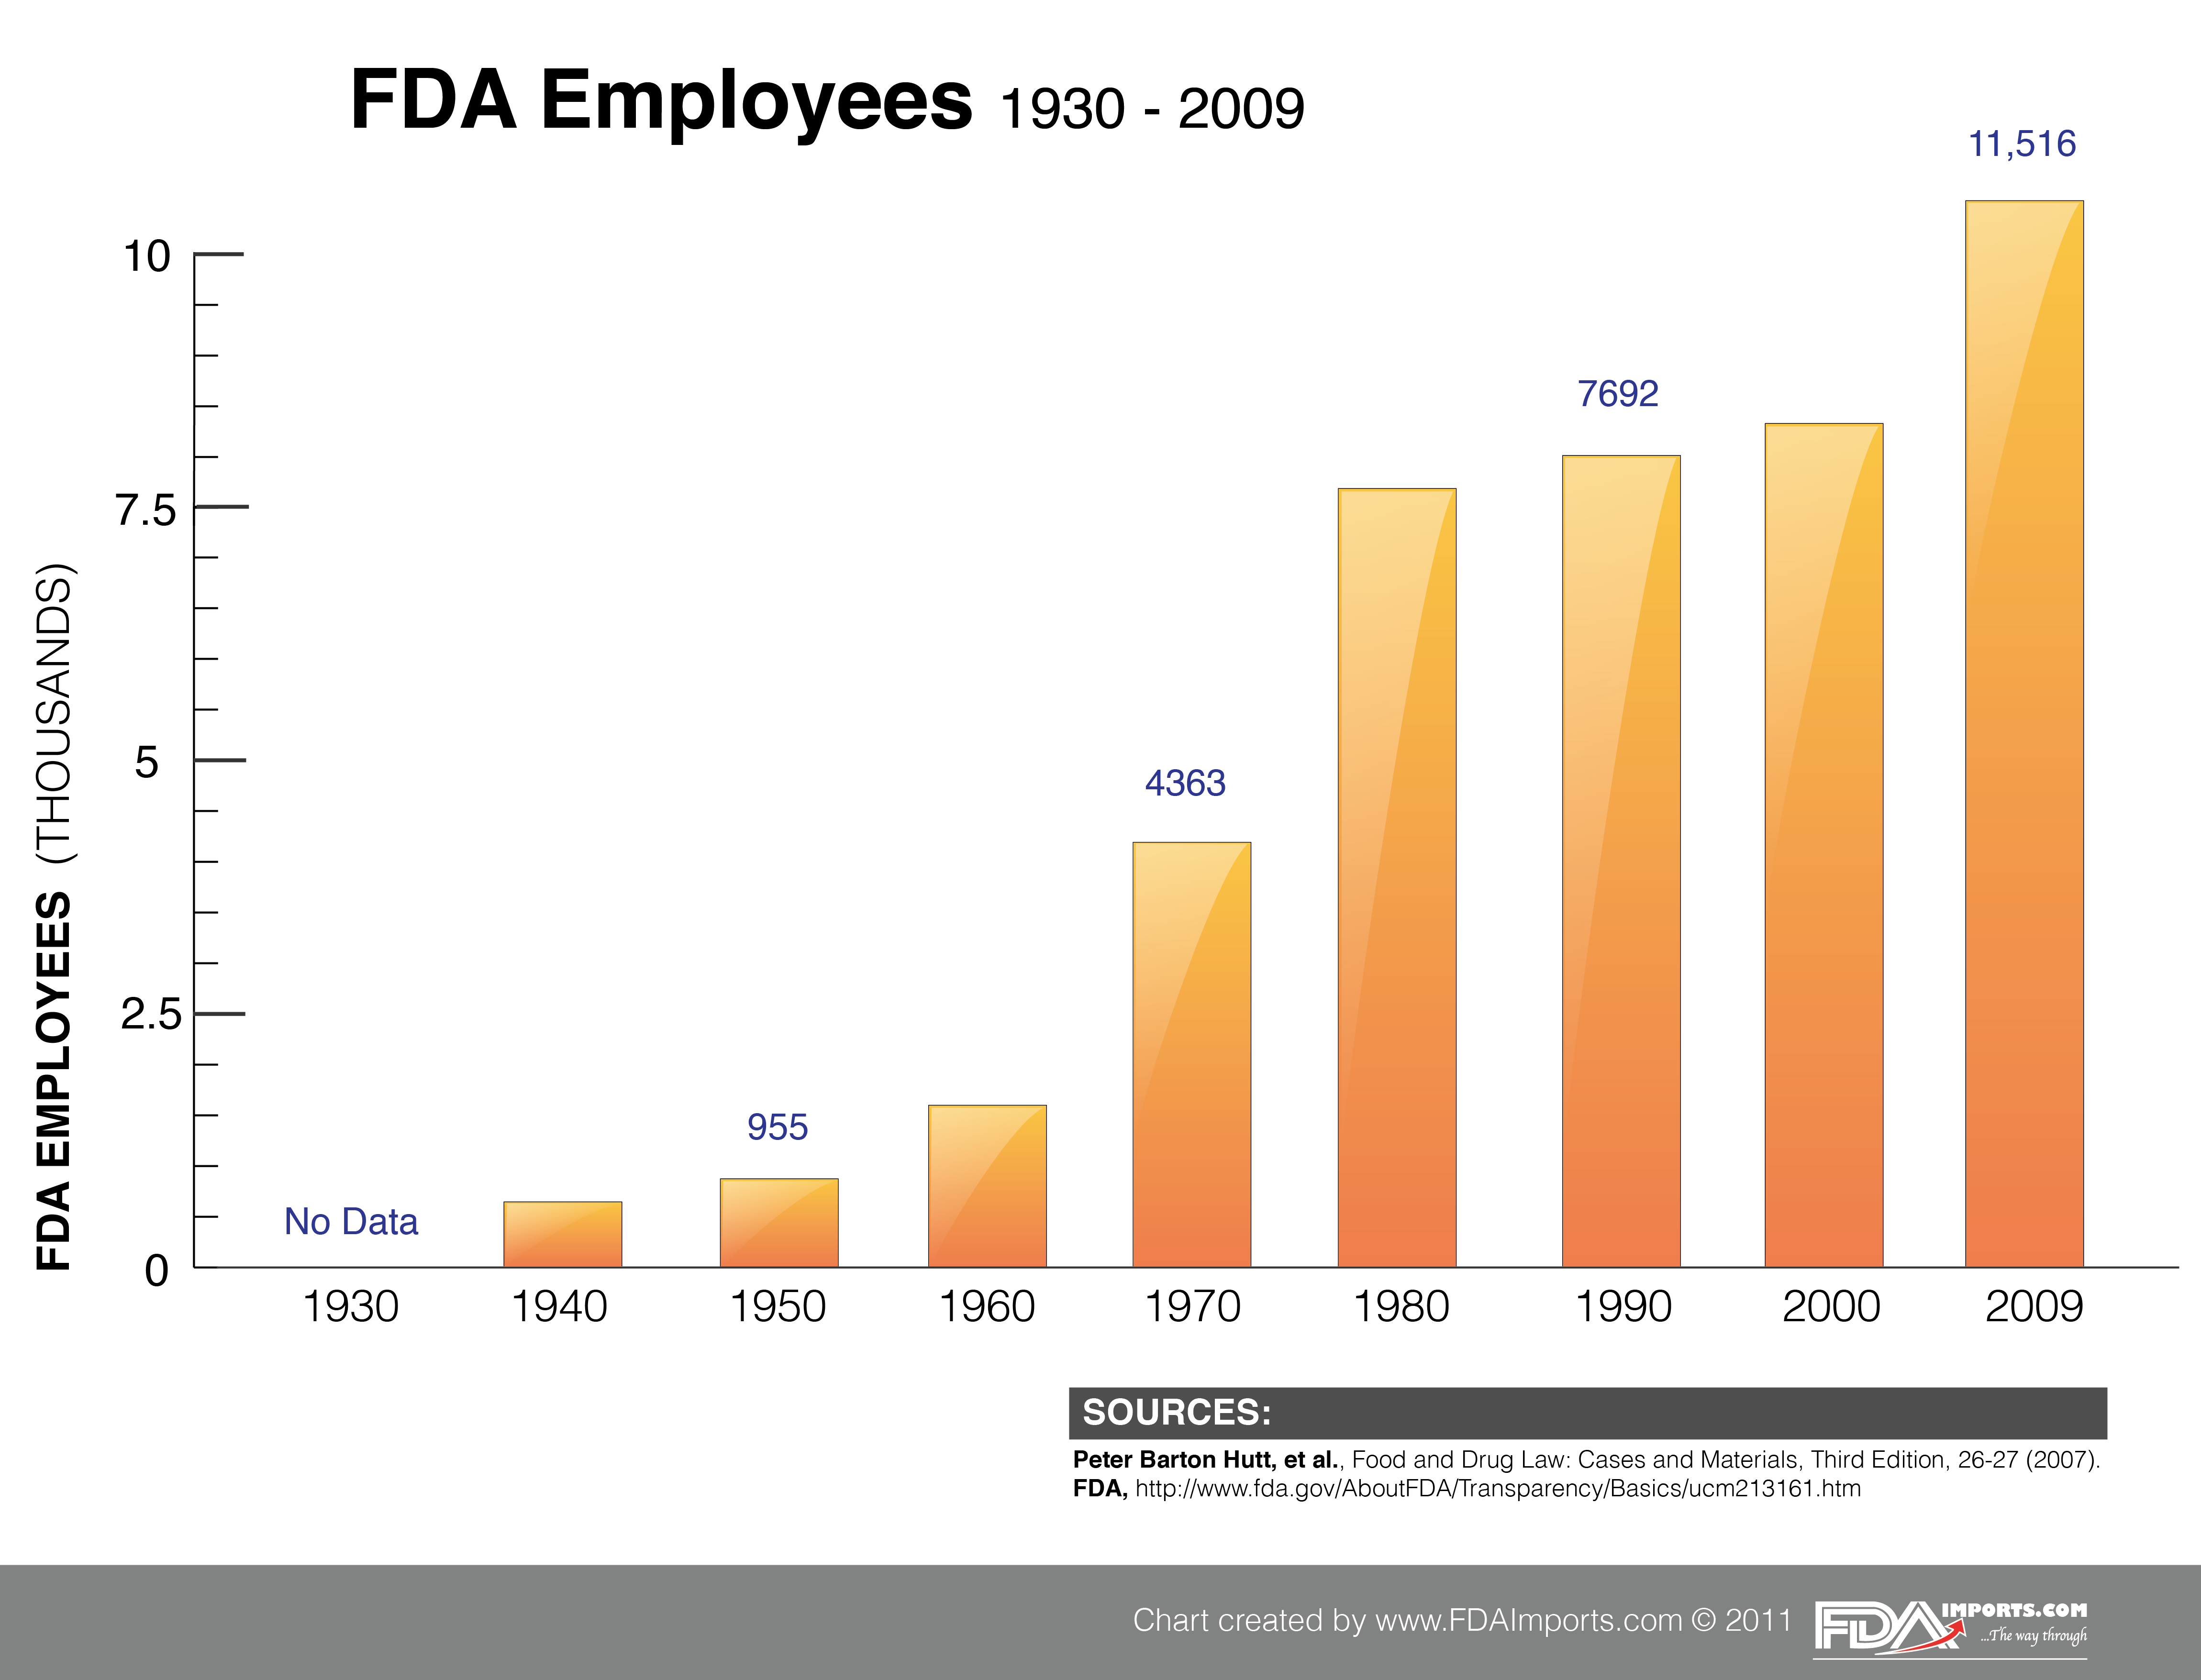 FDA Employees 1930 - 2009
11,516
10
7692
7.5
FDA EMPLOYEES (THOUSANDS)
5
4363
2.5
955
No Data
0
1930 1940 1950 1960 1970 1980 1990 2000 2009
SOURCES:
Peter Barton Hutt, et al., Food and Drug Law: Cases and Materials, Third Edition, 26-27 (2007).
FDA, http://www.fda.gov/AboutFDA/Transparency/Basics/ucm213161.htm
Chart created by www.FDAImports.com © 2011
FDA IMPORTS.COM
...The way through